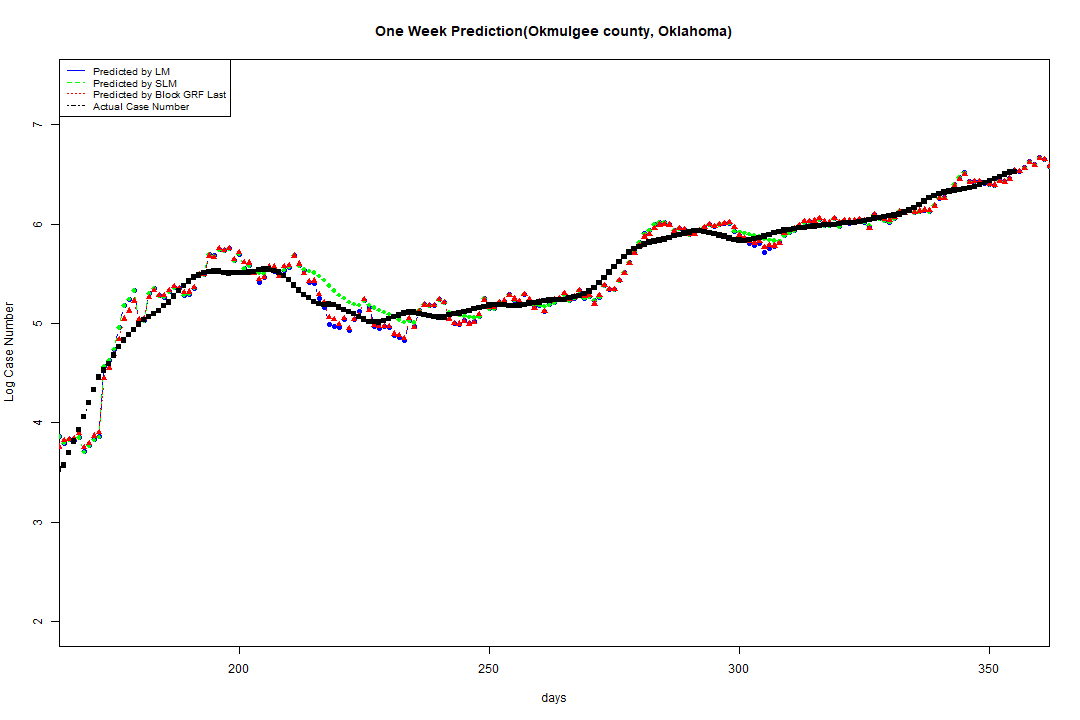 One Week Prediction(Okmulgee county, Oklahoma)
Predicted by LM
Predicted by SLM
Predicted by Block GRF Last
Actual Case Number
7
6
5
4
3
2
Log Case Number
200 250 300 350
days